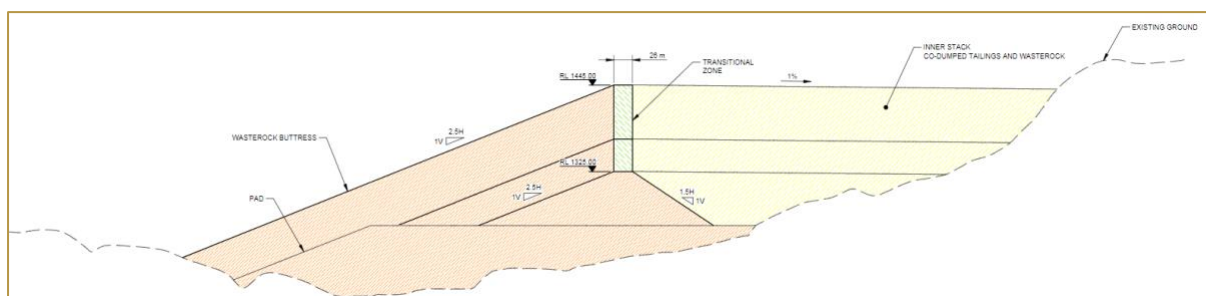 EXISTING GROUND
INNER STACK
CO-DUMPED TAILINGS AND WASTEROCK
26 m
TRANSITIONAL
ZONE
RL 1445.00
1%
2.5H
1V
WASTEROCK BUTTRESS
RL 1325.00
2.5H
1V
1.5H
1V
PAD